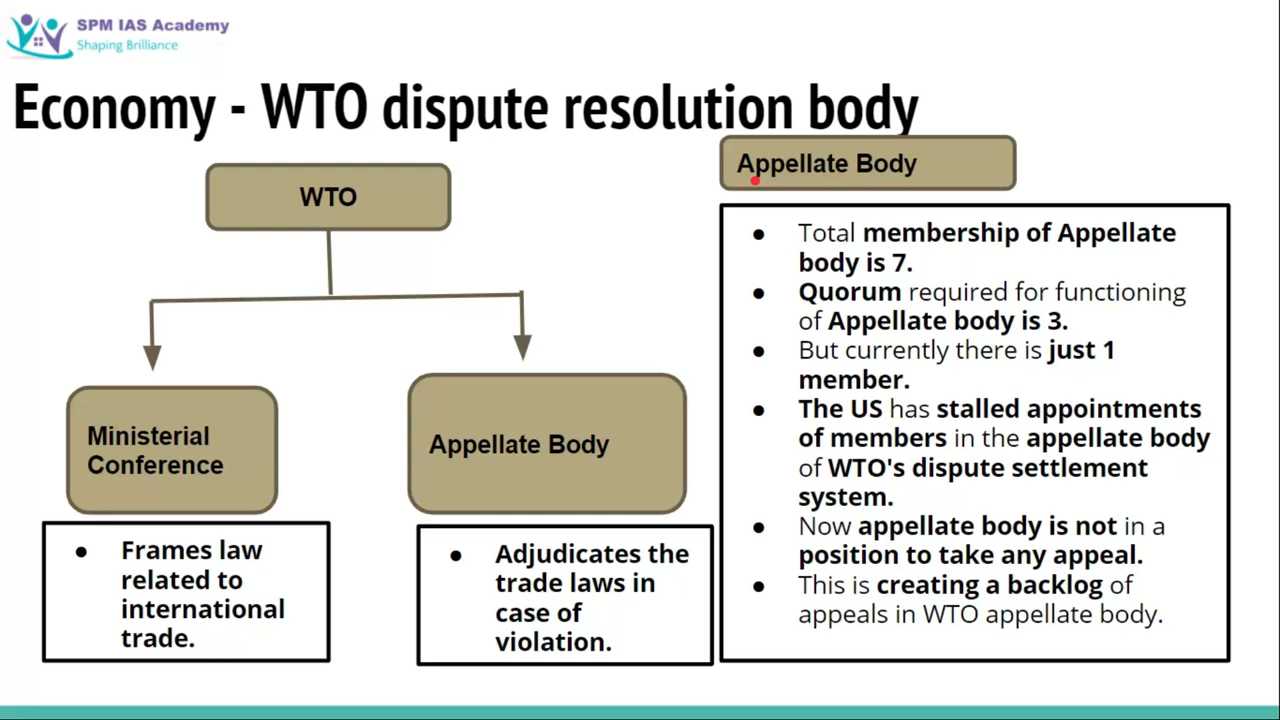 SPM IAS Academy
Shaping Brilliance
Economy - WTO dispute resolution body
WTO
Ministerial
Conference
● Frames law
related to
international
trade.
Appellate Body
● Adjudicates the
trade laws in
case of
violation.
Appellate Body
● Total membership of Appellate
body is 7.
● Quorum required for functioning
of Appellate body is 3.
● But currently there is just 1
member.
● The US has stalled appointments
of members in the appellate body
of WTO's dispute settlement
system.
● Now appellate body is not in a
position to take any appeal.
● This is creating a backlog of
appeals in WTO appellate body.